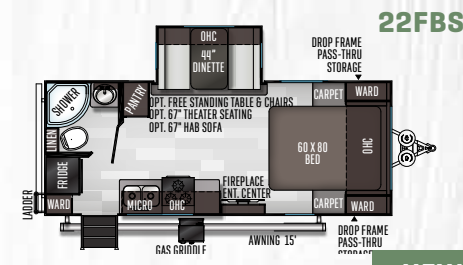 22FBS
OHC
44"
DINETTE
DROP FRAME
PASS-THRU
STORAGE
SHOWER
PANTRY
OPT. FREE STANDING TABLE & CHAIRS
OPT. 67" THEATER SEATING
OPT. 67" HAB SOFA
CARPET
WARD
LINEN
60 X 80
BED
OHC
FRIDGE
LADDER
WARD
MICRO
OHC
FIREPLACE
ENT. CENTER
CARPET
WARD
GAS GRIDDLE
AWNING 15'
DROP FRAME
PASS-THRU